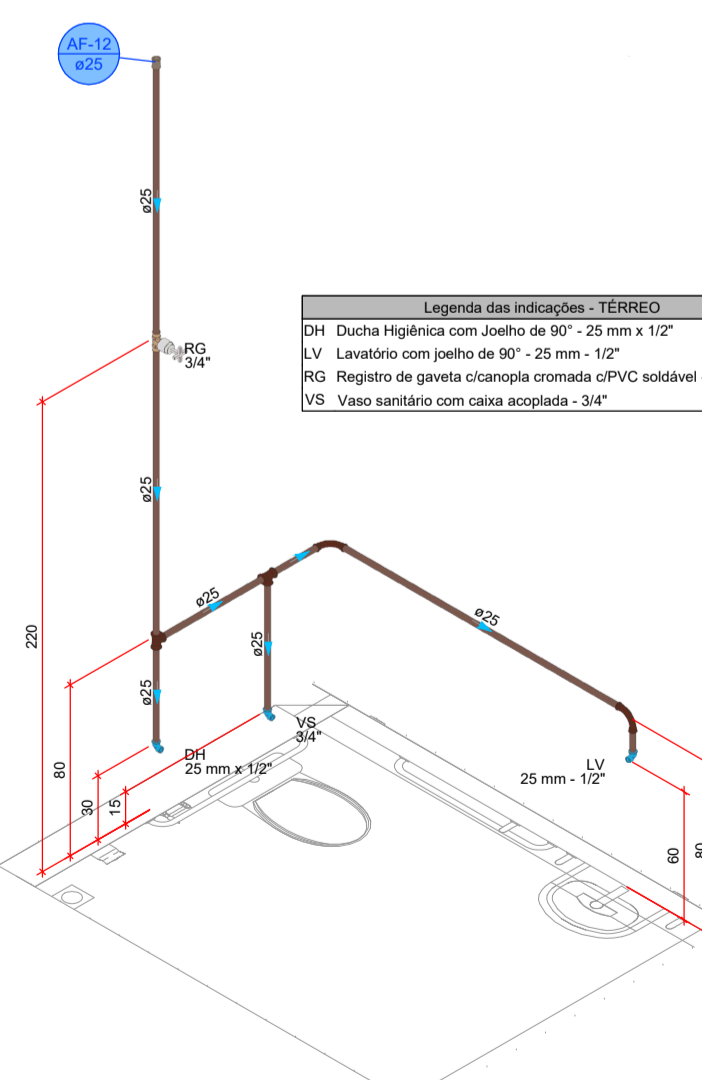 AF-12
ø25
ø25
Legenda das indicações - TÉRREO
DH Ducha Higiênica com Joelho de 90° - 25 mm x 1/2"
LV Lavatório com joelho de 90° - 25 mm - 1/2"
RG Registro de gaveta c/canopla cromada c/PVC soldável
VS Vaso sanitário com caixa acoplada - 3/4"
RG
3/4"
ø25
ø25
ø25
ø25
220
ø25
VS
3/4"
DH
25 mm x 1/2"
LV
25 mm - 1/2"
80
30
15
60
80